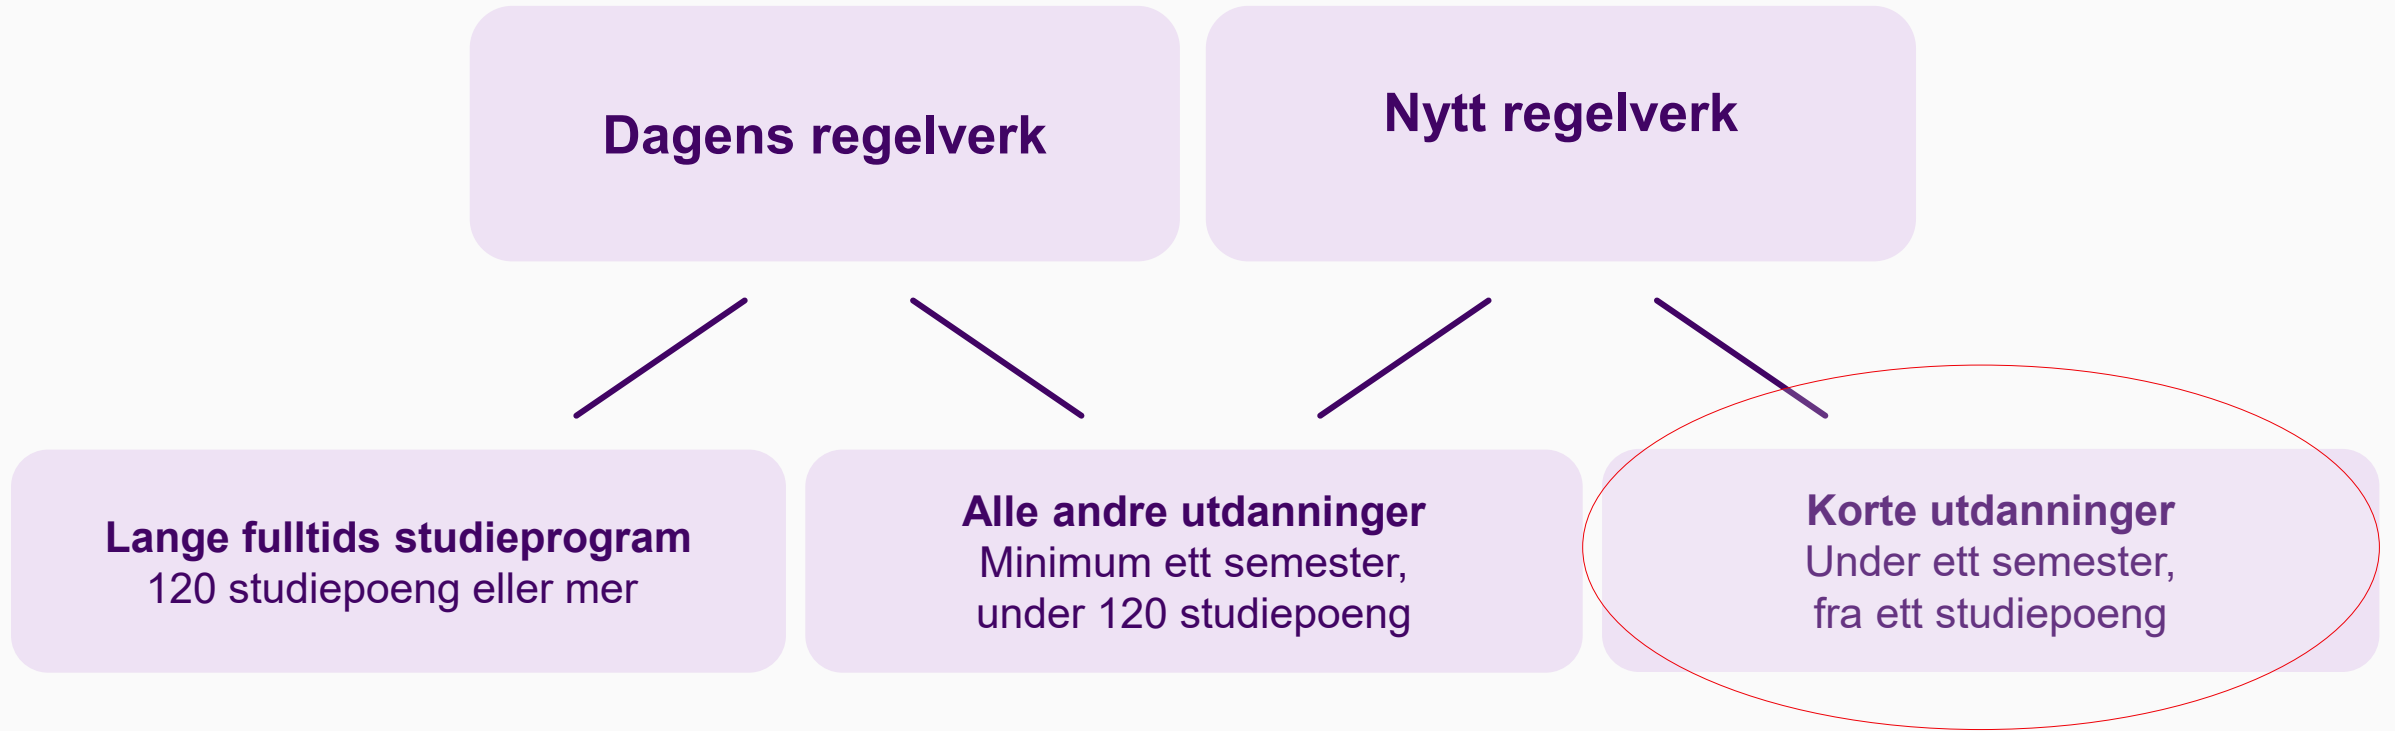 Dagens regelverk
Nytt regelverk
Lange fulltids studieprogram
120 studiepoeng eller mer
Alle andre utdanninger
Minimum ett semester,
under 120 studiepoeng
Korte utdanninger
Under ett semester,
fra ett studiepoeng